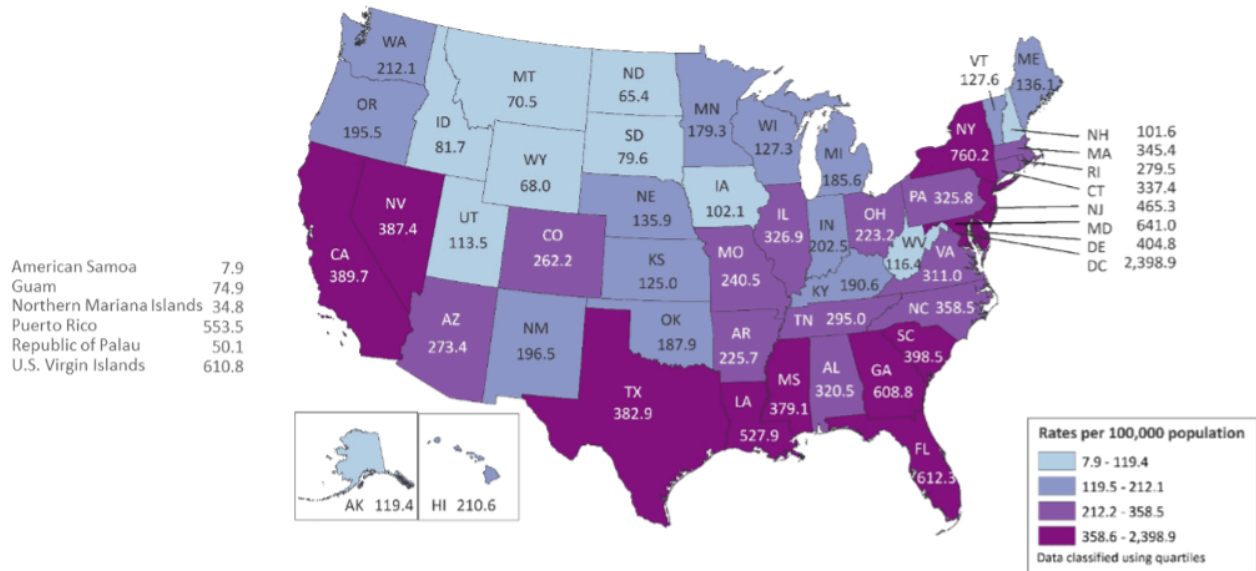 WA
212.1
OR
195.5
ID
81.7
MT
70.5
ND
65.4
SD
79.6
WY
68.0
MN
179.3
WI
127.3
MI
185.6
IA
102.1
NE
135.9
NV
387.4
UT
113.5
CO
262.2
CA
389.7
KS
125.0
MO
240.5
IL
326.9
IN
202.5
OH
223.2
PA 325.8
NY
760.2
VT
127.6
ME
136.1
NH 101.6
MA 345.4
RI 279.5
CT 337.4
NJ 465.3
MD 641.0
DE 404.8
DC 2,398.9
WV
116.4
VA
311.0
KY 190.6
TN 295.0
NC 358.5
SC
398.5
AZ
273.4
NM
196.5
OK
187.9
AR
225.7
TX
382.9
LA
527.9
MS
379.1
AL
320.5
GA
608.8
FL
612.3
AK 119.4
HI 210.6
American Samoa 7.9
Guam 74.9
Northern Mariana Islands 34.8
Puerto Rico 553.5
Republic of Palau 50.1
U.S. Virgin Islands 610.8
Rates per 100,000 population
7.9 - 119.4
119.5 - 212.1
212.2 - 358.5
358.6 - 2,398.9
Data classified using quartiles